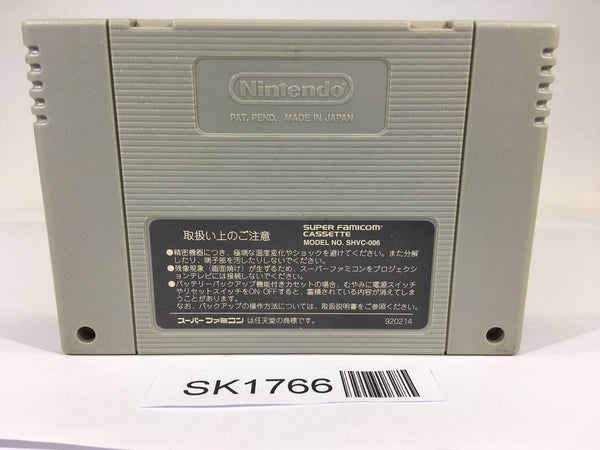 Nintendo
PAT. PEND. MADE IN JAPAN
取扱い上のご注意
SUPER FAMICOM
CASSETTE
MODEL NO. SHVC-006
●精密機器につき、極端な温度変化やショックを避けてください。また分解
したり、端子部を汚したりしないでください。
●残像現象（画面焼け）が生ずるため、スーパーファミコンをプロジェクシ
ョンテレビには接続しないでください。
●バッテリーバックアップ機能付きカセットの場合、むやみに電源スイッチ
やリセットスイッチをON-OFFすると、蓄積されている内容が消えてしま
うことがあります。
なお、バックアップの操作方法については、取扱説明書をご参照ください。
スーパーファミコン は任天堂の商標です。
920214
SK1766